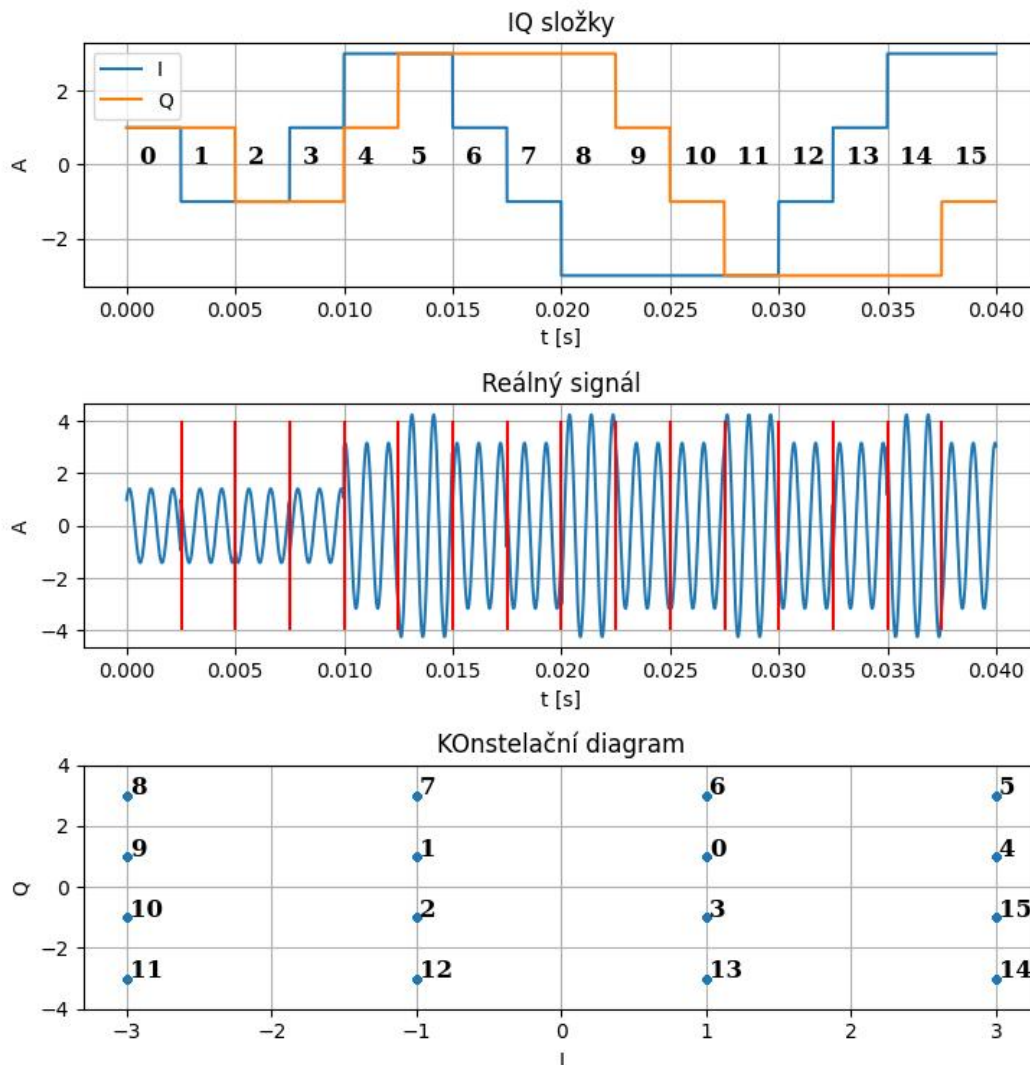 IQ složky
I
Q
2
0
−2
A
0 1 2 3 4 5 6 7 8 9 10 11 12 13 14 15
0.000 0.005 0.010 0.015 0.020 0.025 0.030 0.035 0.040
t [s]
Reálný signál
4
2
0
−2
−4
A
0.000 0.005 0.010 0.015 0.020 0.025 0.030 0.035 0.040
t [s]
KOnstelační diagram
4
2
0
−2
−4
Q
8 7 6 5
9 1 0 4
10 2 3 15
11 12 13 14
−3 −2 −1 0 1 2 3
I